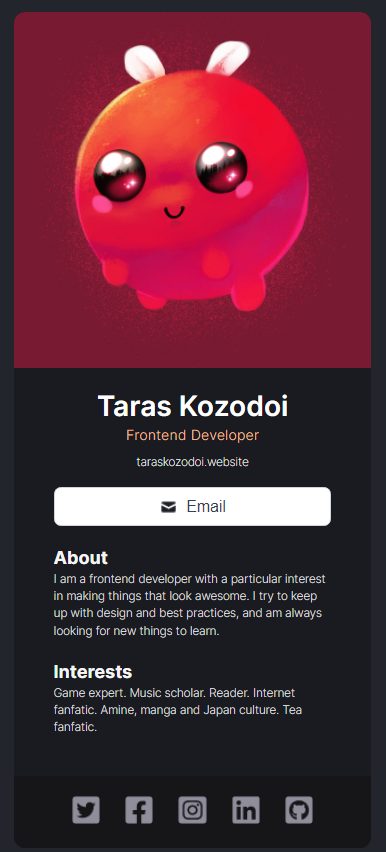 Taras Kozodoi
Frontend Developer
taraskozodoi.website
Email
About
I am a frontend developer with a particular interest
in making things that look awesome. I try to keep
up with design and best practices, and am always
looking for new things to learn.
Interests
Game expert. Music scholar. Reader. Internet
fanfatic. Amine, manga and Japan culture. Tea
fanfatic.